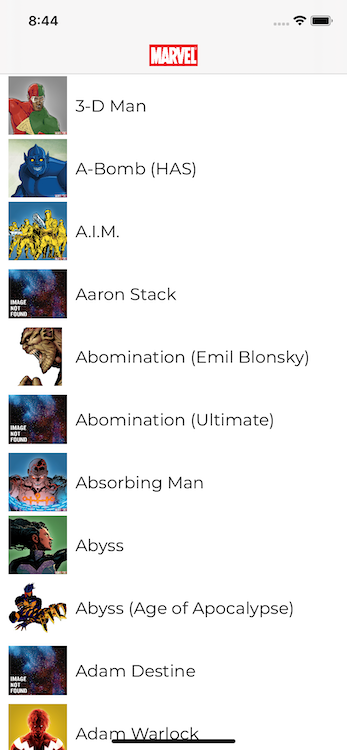 8:44
MARVEL
3-D Man
A-Bomb (HAS)
A.I.M.
IMAGE
NOT
FOUND
Aaron Stack
Abomination (Emil Blonsky)
IMAGE
NOT
FOUND
Abomination (Ultimate)
Absorbing Man
Abyss
Abyss (Age of Apocalypse)
IMAGE
NOT
FOUND
Adam Destine
Adam Warlock